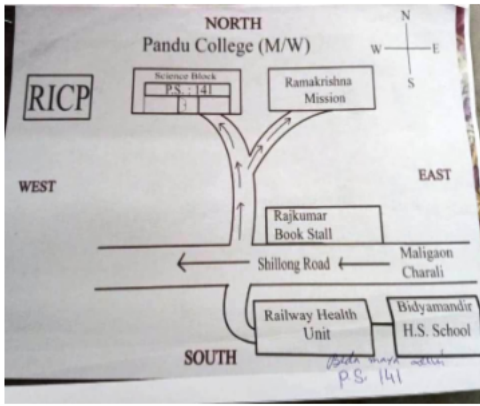 NORTH
Pandu College (M/W)
N
W
E
S
RICP
Science Block
P.S. : 141
Ramakrishna
Mission
WEST
EAST
Rajkumar
Book Stall
Shillong Road
Maligaon
Charali
Railway Health
Unit
Bidyamandir
H.S. School
SOUTH
P.S. 141